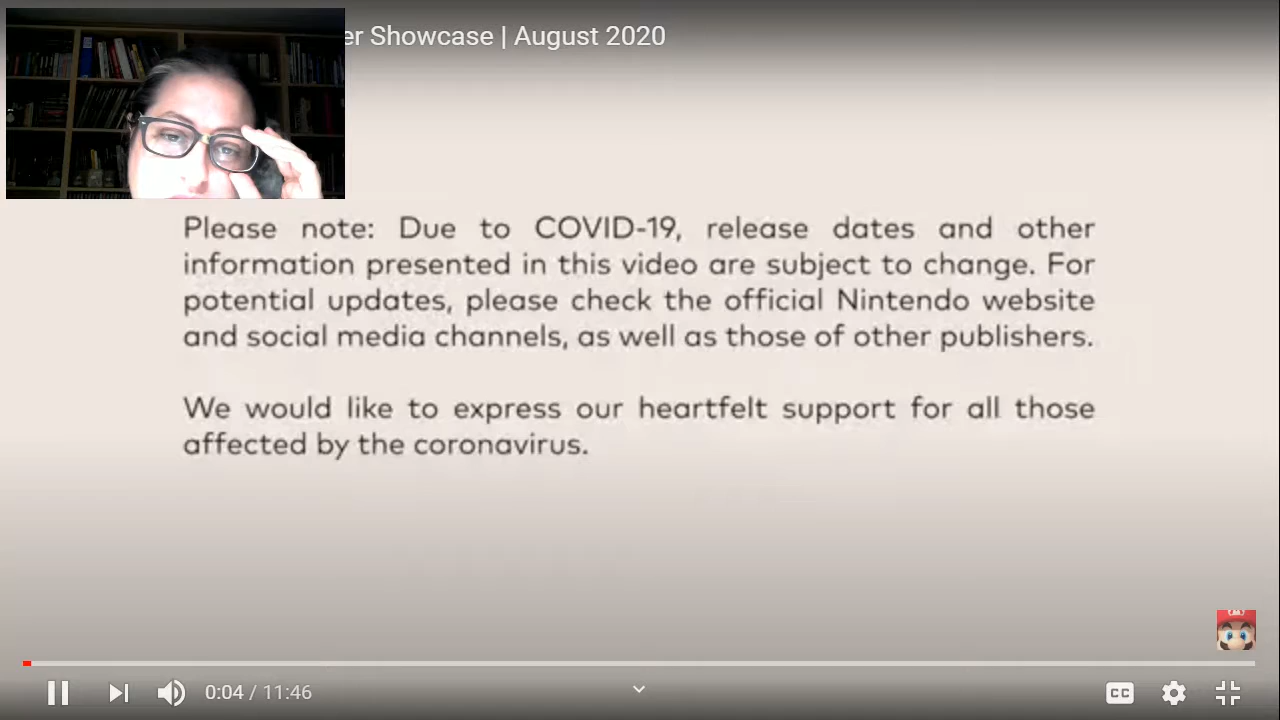 er Showcase | August 2020
Please note: Due to COVID-19, release dates and other
information presented in this video are subject to change. For
potential updates, please check the official Nintendo website
and social media channels, as well as those of other publishers.
We would like to express our heartfelt support for all those
affected by the coronavirus.
0:04 / 11:46
CC